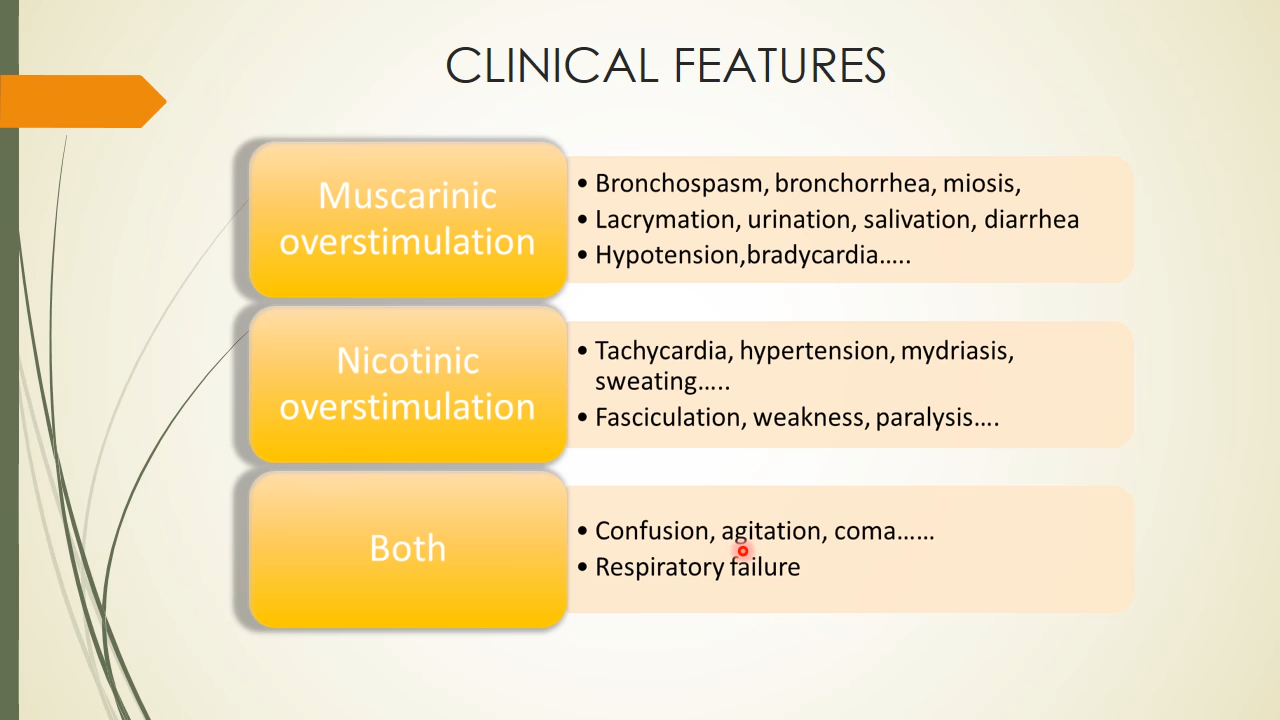 CLINICAL FEATURES
Muscarinic
overstimulation
• Bronchospasm, bronchorrhea, miosis,
• Lacrymation, urination, salivation, diarrhea
• Hypotension,bradycardia.....
Nicotinic
overstimulation
• Tachycardia, hypertension, mydriasis,
sweating.....
• Fasciculation, weakness, paralysis....
Both
• Confusion, agitation, coma......
• Respiratory failure